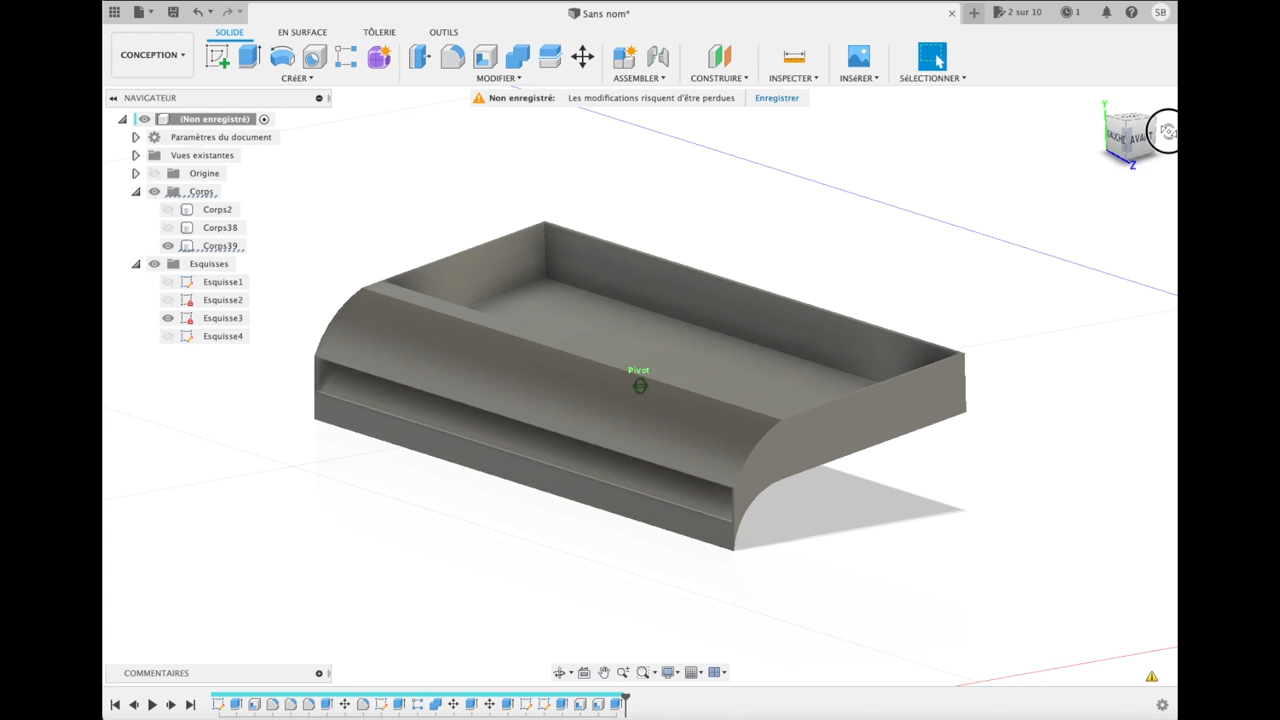 Sans nom*
2 sur 10
1
SB
CONCEPTION
SOLIDE
EN SURFACE
TÔLERIE
OUTILS
CRéER
MODIFIER
ASSEMBLER
CONSTRUIRE
INSPECTER
INSÉRER
SÉLECTIONNER
NAVIGATEUR
Non enregistré: Les modifications risquent d'être perdues Enregistrer
(Non enregistré)
Paramètres du document
Vues existantes
Origine
Corps
Corps2
Corps38
Corps39
Esquisses
Esquisse1
Esquisse2
Esquisse3
Esquisse4
Y
GAUCHE
AVANT
Z
Pivot
COMMENTAIRES